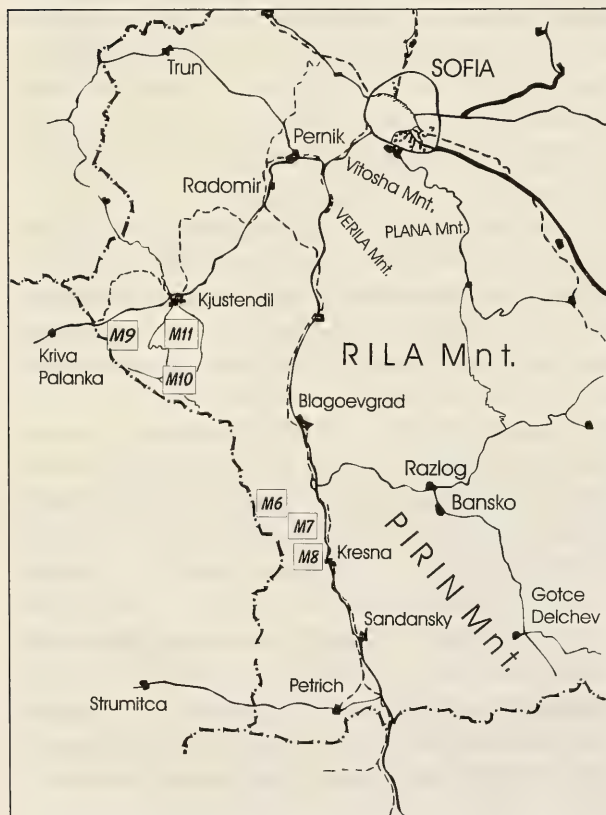 SOFIA
Trun
Pernik
Vitosha Mnt.
Radomir
VERILA Mnt.
PLANA Mnt.
Kjustendil
M9
M11
Kriva
Palanka
RILA Mnt.
M10
Blagoevgrad
Razlog
Bansko
M6
M7
M8
Kresna
PIRIN Mnt.
Gotce
Delchev
Sandansky
Petrich
Strumitca